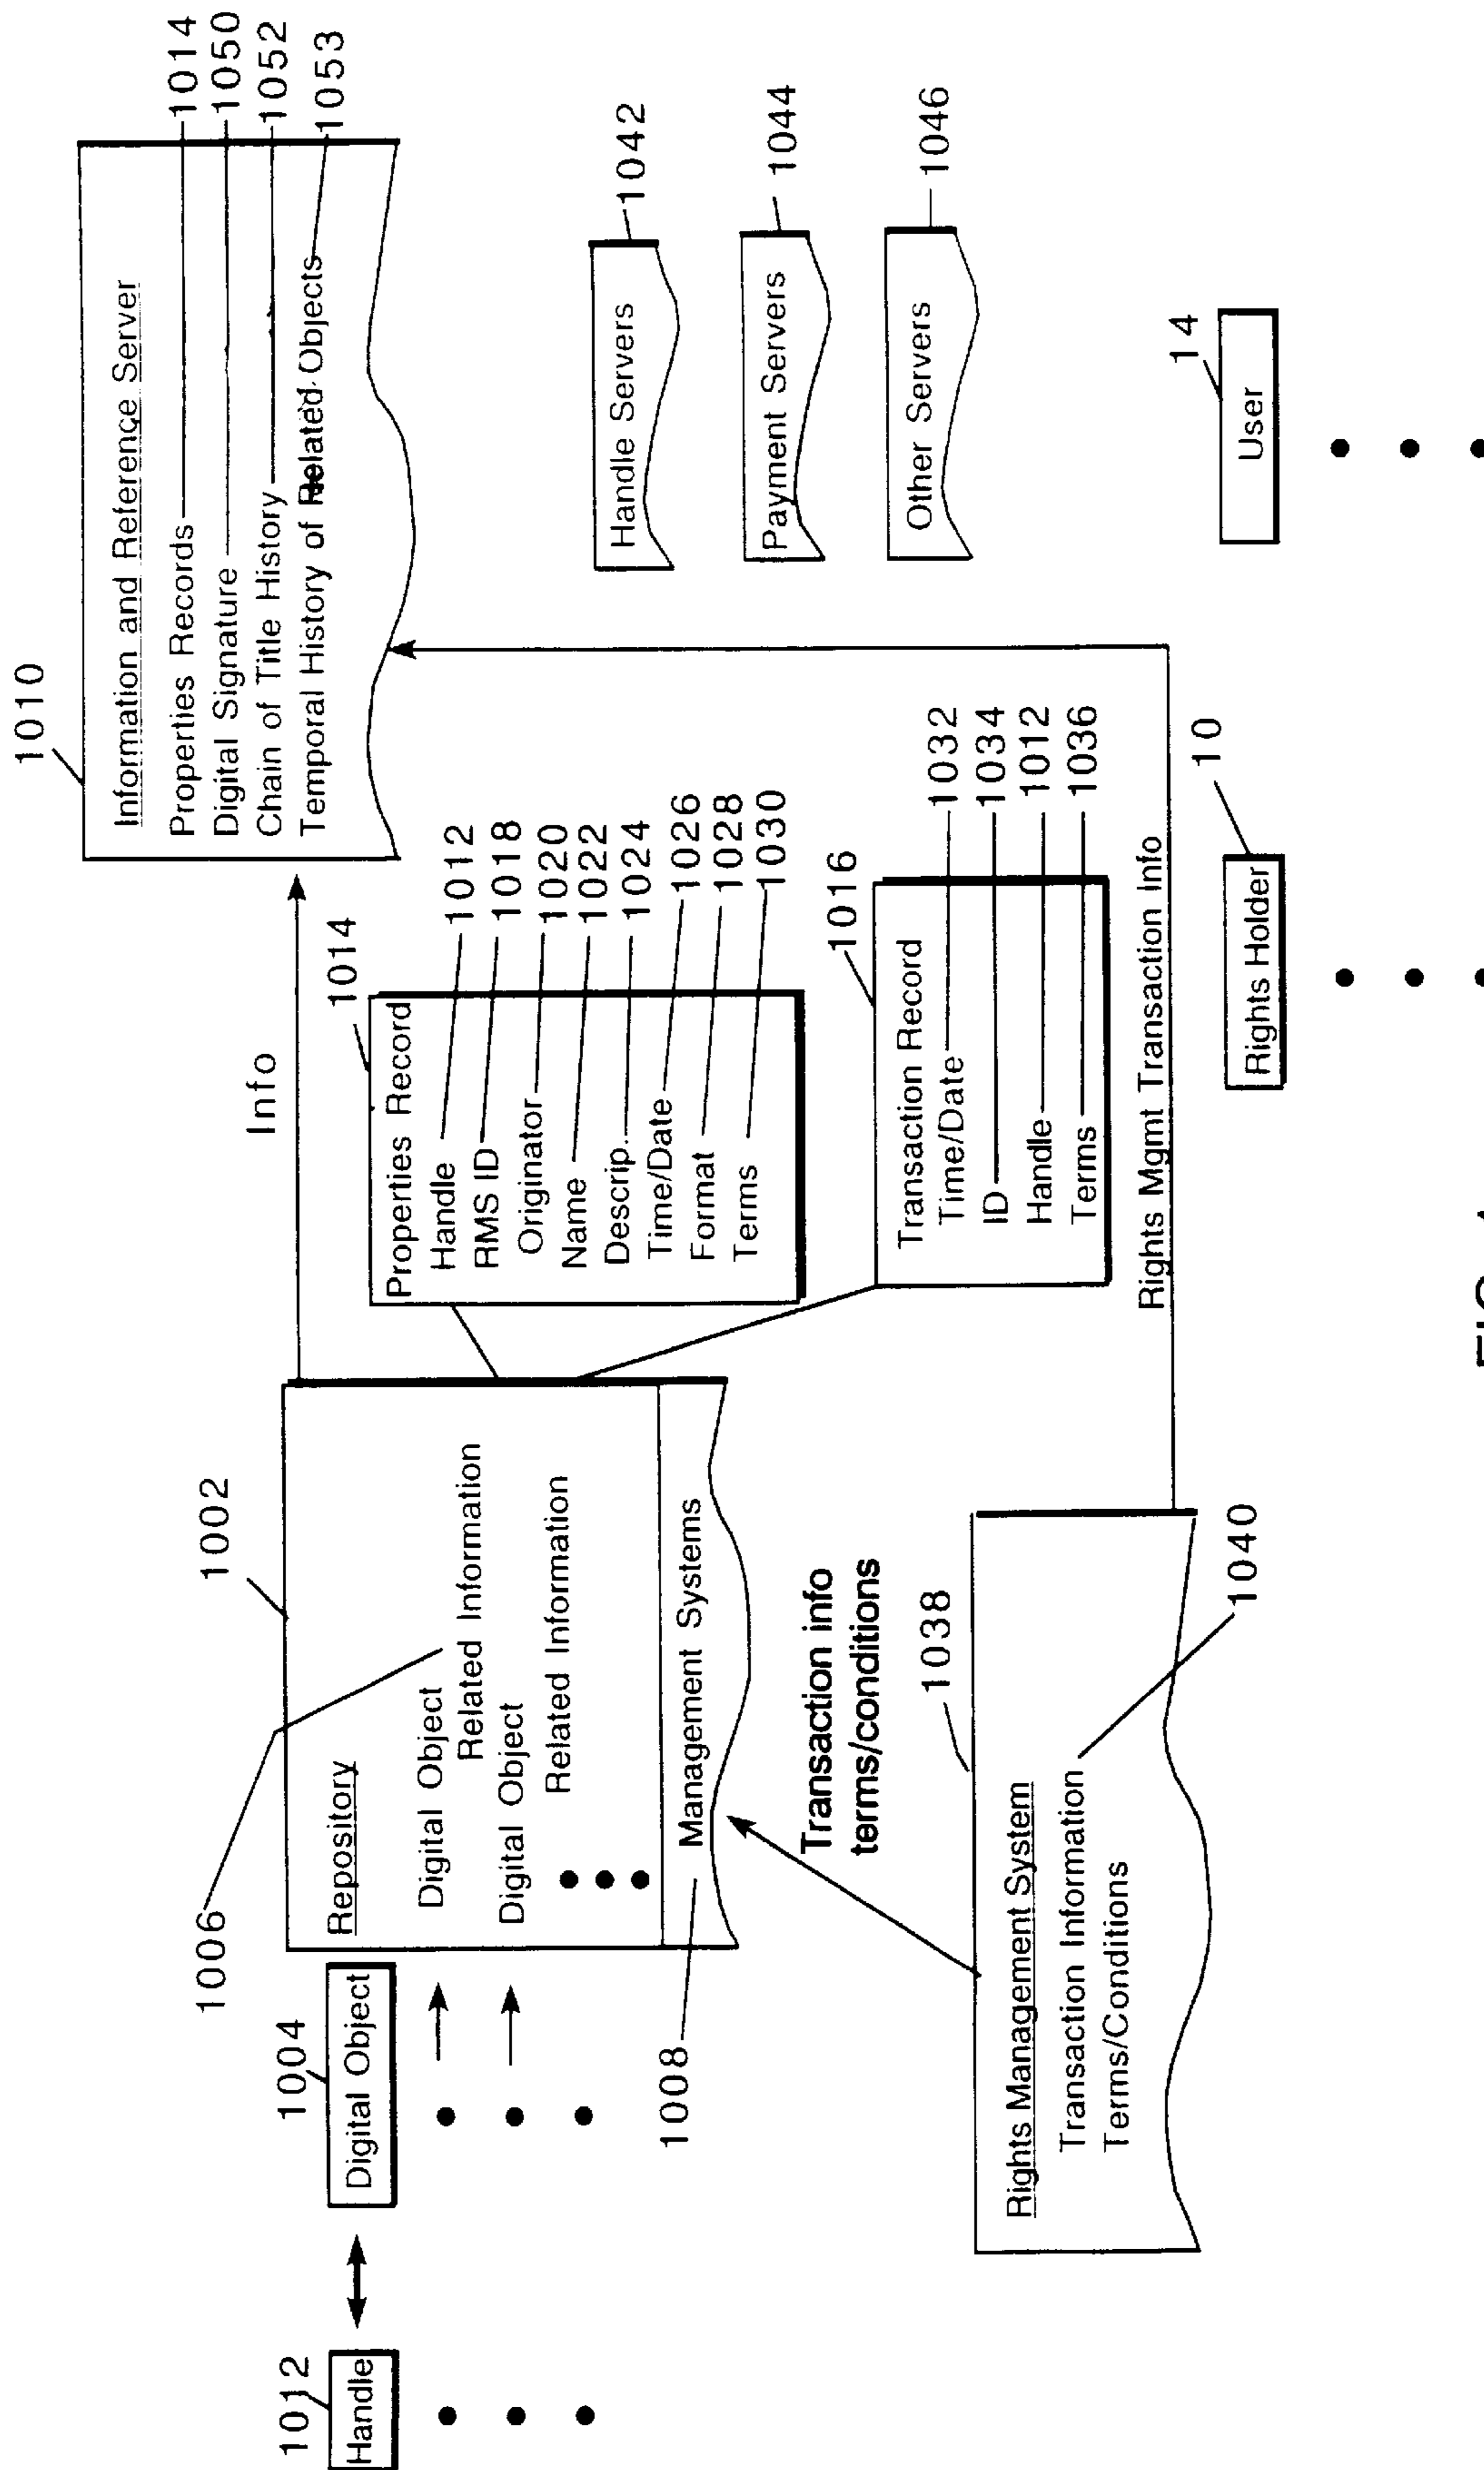 1010
Information and Reference Server
Properties Records 1014
Digital Signature 1050
Chain of Title History 1052
Temporal History of Related Objects 1053
1012
Handle
1004
Digital Object
1006
1002
Repository
Digital Object
Related Information
Digital Object
Related Information
1008
Management Systems
Info
1014
Properties Record
Handle 1012
RMS ID 1018
Originator 1020
Name 1022
Descrip. 1024
Time/Date 1026
Format 1028
Terms 1030
1016
Transaction Record
Time/Date 1032
ID 1034
Handle 1012
Terms 1036
Handle Servers 1042
Payment Servers 1044
Other Servers 1046
Transaction info
terms/conditions
1038
Rights Management System
Transaction Information
Terms/Conditions
1040
Rights Mgmt Transaction Info
10
Rights Holder
14
User